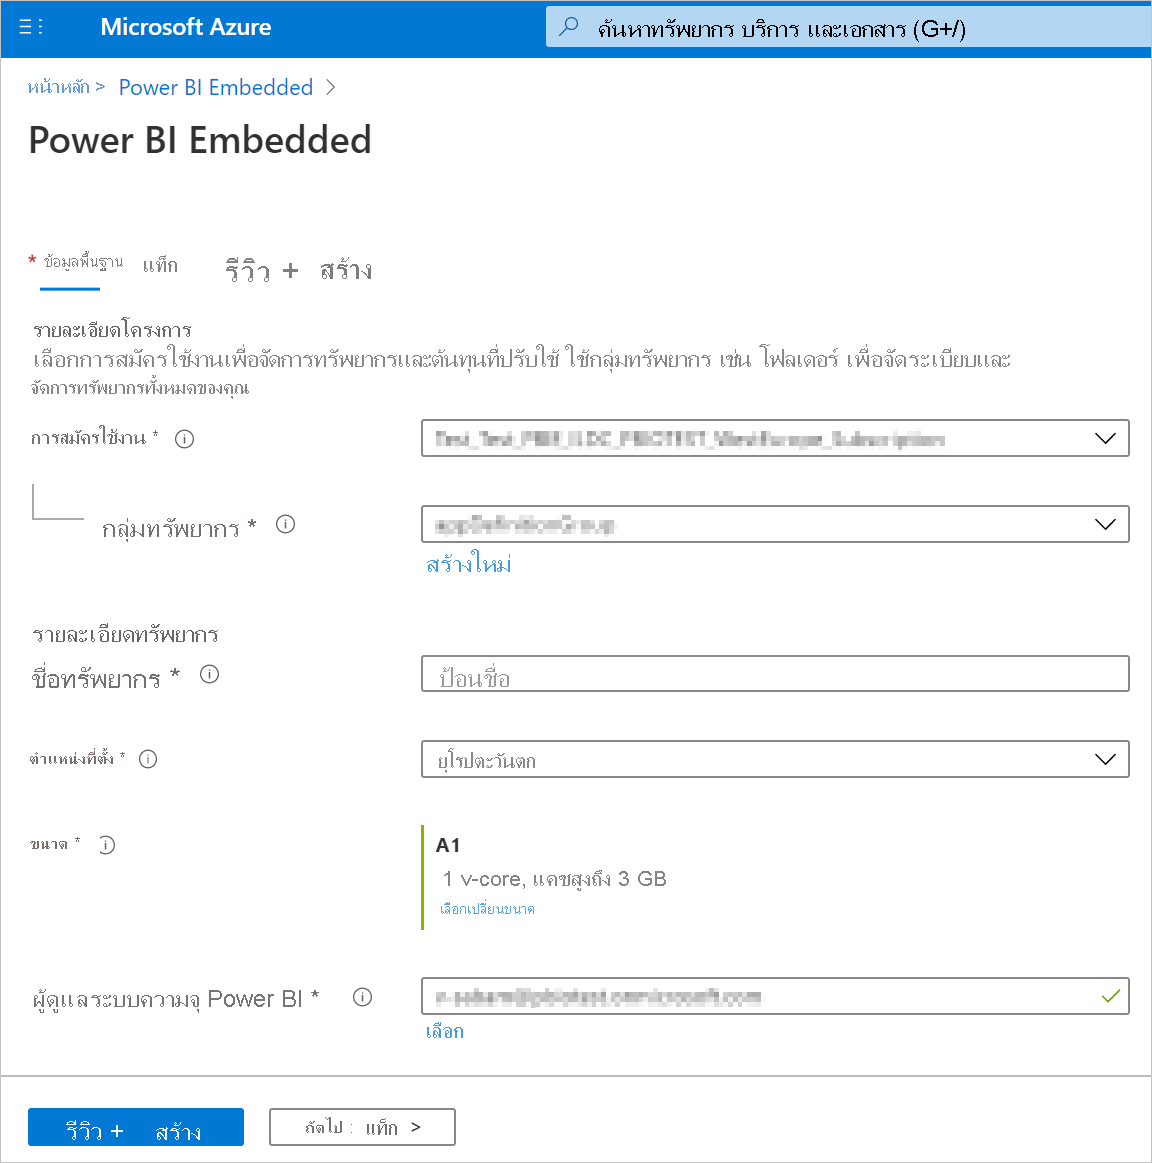 Microsoft Azure
ค้นหาทรัพยากร บริการ และเอกสาร (G+/)
หน้าหลัก > Power BI Embedded >
Power BI Embedded
* ข้อมูลพื้นฐาน แท็ก รีวิว + สร้าง
รายละเอียดโครงการ
เลือกการสมัครใช้งานเพื่อจัดการทรัพยากรและต้นทุนที่ปรับใช้ ใช้กลุ่มทรัพยากร เช่น โฟลเดอร์ เพื่อจัดระเบียบและ
จัดการทรัพยากรทั้งหมดของคุณ
การสมัครใช้งาน *
กลุ่มทรัพยากร *
สร้างใหม่
รายละเอียดทรัพยากร
ชื่อทรัพยากร * ป้อนชื่อ
ตำแหน่งที่ตั้ง * ยุโรปตะวันตก
ขนาด * A1
1 v-core, แคชสูงถึง 3 GB
เลือกเปลี่ยนขนาด
ผู้ดูแลระบบความจุ Power BI *
เลือก
รีวิว + สร้าง ถัดไป : แท็ก >